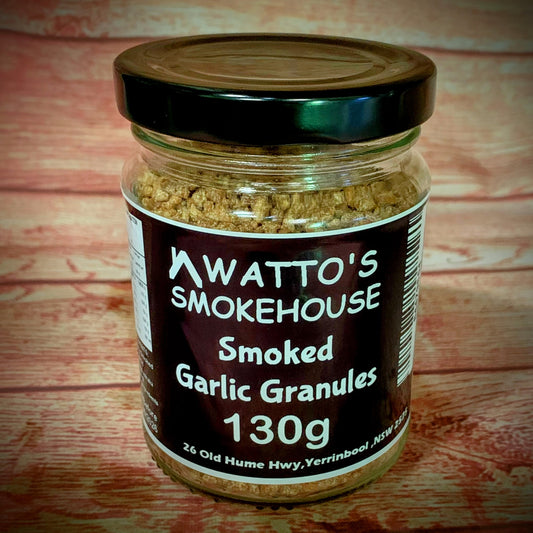 WATTO'S
SMOKEHOUSE
Smoked
Garlic Granules
130g
26 Old Hume Hwy,Yerrinbool ,NSW